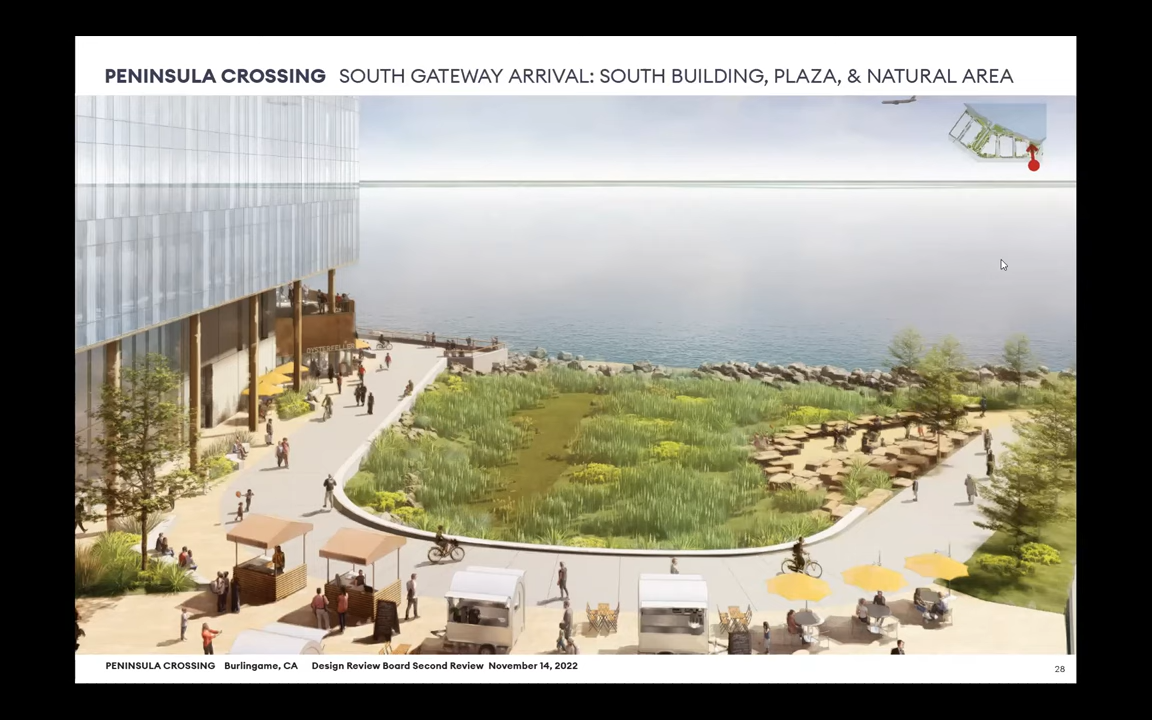 PENINSULA CROSSING SOUTH GATEWAY ARRIVAL: SOUTH BUILDING, PLAZA, & NATURAL AREA
PENINSULA CROSSING Burlingame, CA Design Review Board Second Review November 14, 2022
28